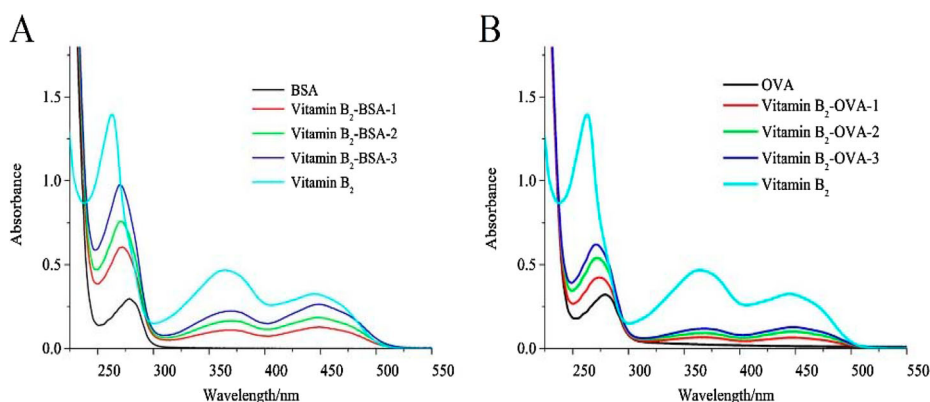 A
Absorbance
1.5
1.0
0.5
0.0
BSA
Vitamin B₂-BSA-1
Vitamin B₂-BSA-2
Vitamin B₂-BSA-3
Vitamin B₂
250 300 350 400 450 500 550
Wavelength/nm
B
Absorbance
1.5
1.0
0.5
0.0
OVA
Vitamin B₂-OVA-1
Vitamin B₂-OVA-2
Vitamin B₂-OVA-3
Vitamin B₂
250 300 350 400 450 500 550
Wavelength/nm